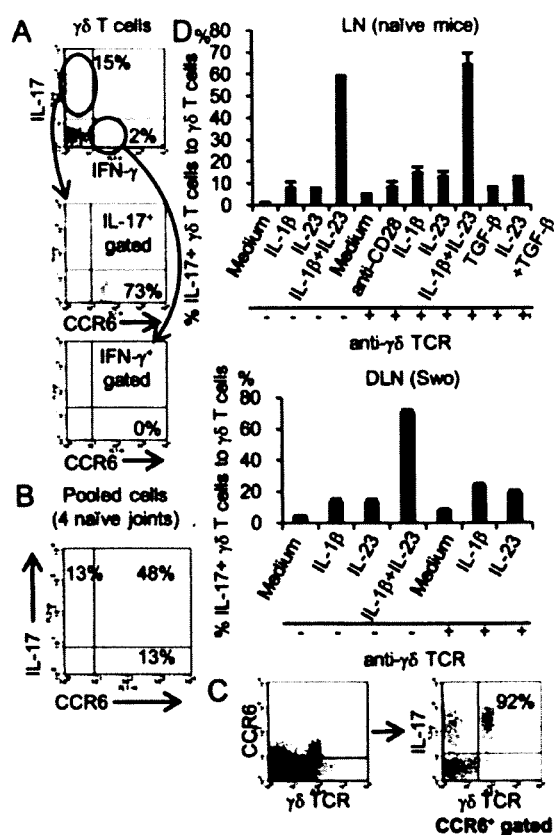 A
γδ T cells
15%
2%
IL-17
IFN-γ
IL-17⁺
gated
73%
CCR6
IFN-γ⁺
gated
0%
CCR6
B
Pooled cells
(4 naïve joints)
13%
48%
13%
IL-17
CCR6
D
LN (naïve mice)
%
% IL-17+ γδ T cells to γδ T cells
80
70
60
50
40
30
20
10
0
Medium
IL-1β
IL-23
IL-1β+IL-23
Medium
anti-CD28
IL-1β
IL-23
IL-1β+IL-23
TGF-β
IL-23
+TGF-β
- - - - + + + + + + +
anti-γδ TCR
DLN (Swo)
%
% IL-17+ γδ T cells to γδ T cells
80
60
40
20
0
Medium
IL-1β
IL-23
IL-1β+IL-23
Medium
IL-1β
IL-23
- - - - + + +
anti-γδ TCR
C
CCR6
γδ TCR
IL-17
92%
γδ TCR
CCR6⁺ gated